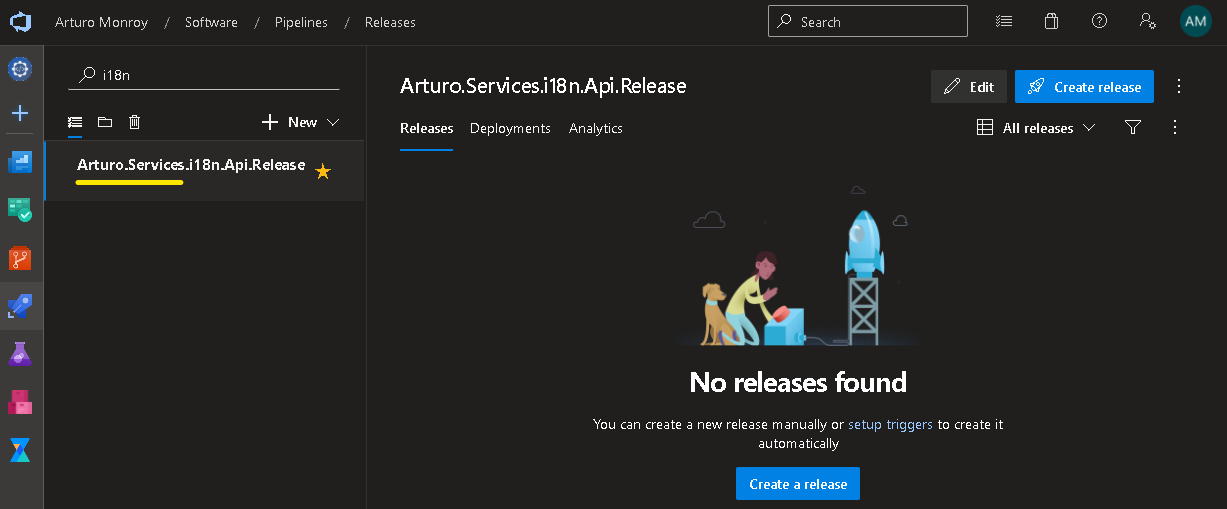 Arturo Monroy / Software / Pipelines / Releases
Search
AM
i18n
New
Arturo.Services.i18n.Api.Release
Arturo.Services.i18n.Api.Release
Edit
Create release
Releases Deployments Analytics
All releases
No releases found
You can create a new release manually or setup triggers to create it
automatically
Create a release